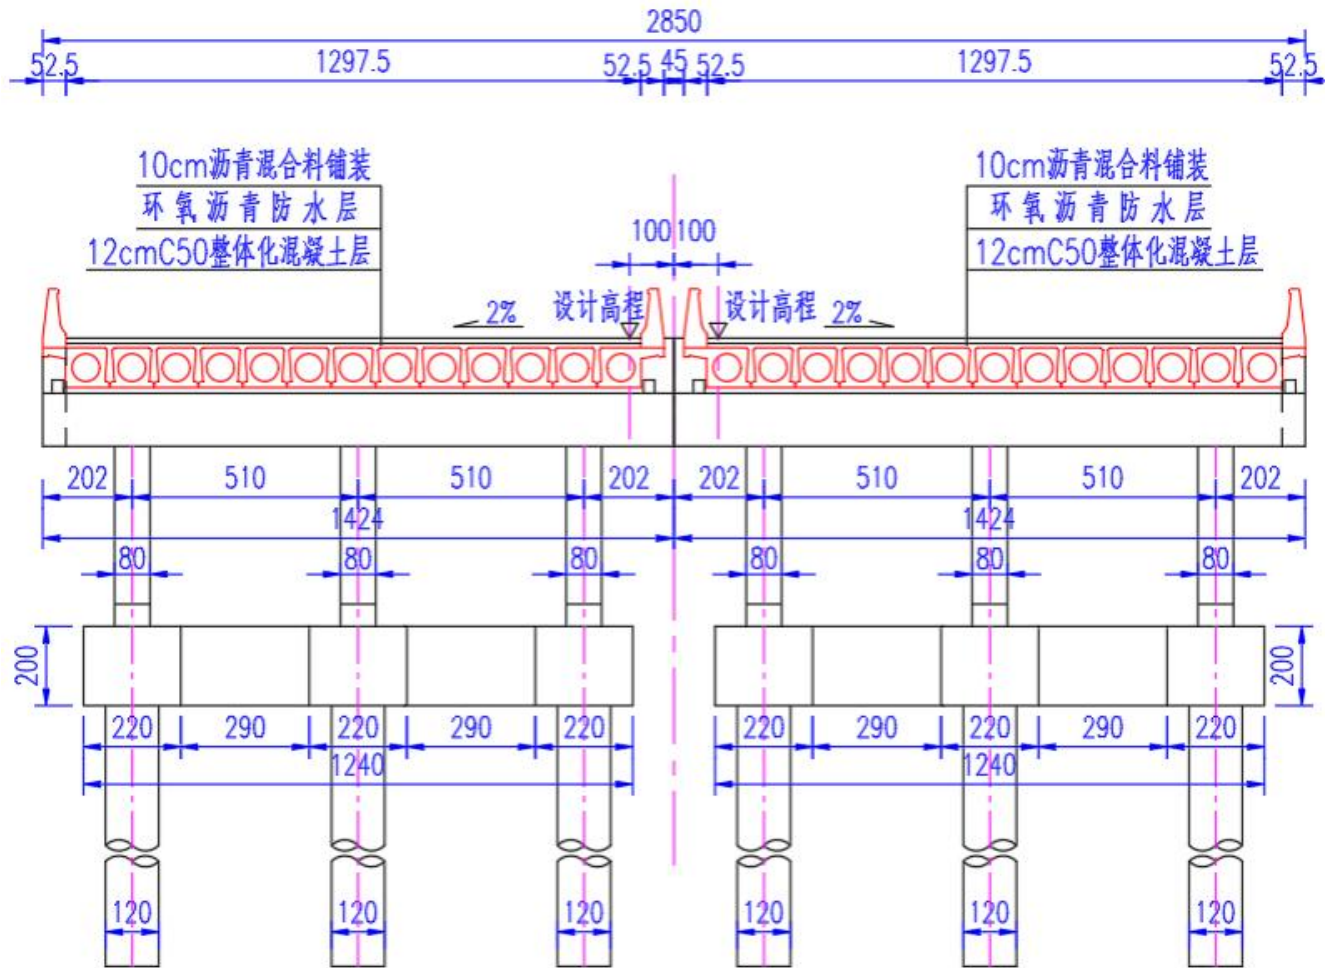 2850
52.5 1297.5 52.5 45 52.5 1297.5 52.5
10cm沥青混合料铺装 10cm沥青混合料铺装
环氧沥青防水层 环氧沥青防水层
100 100
12cmC50整体化混凝土层 12cmC50整体化混凝土层
2% 设计高程 设计高程 2%
202 510 510 202 202 510 510 202
1424 1424
80 80 80 80 80 80
200 200
220 290 220 290 220 220 290 220 290 220
1240 1240
120 120 120 120 120 120